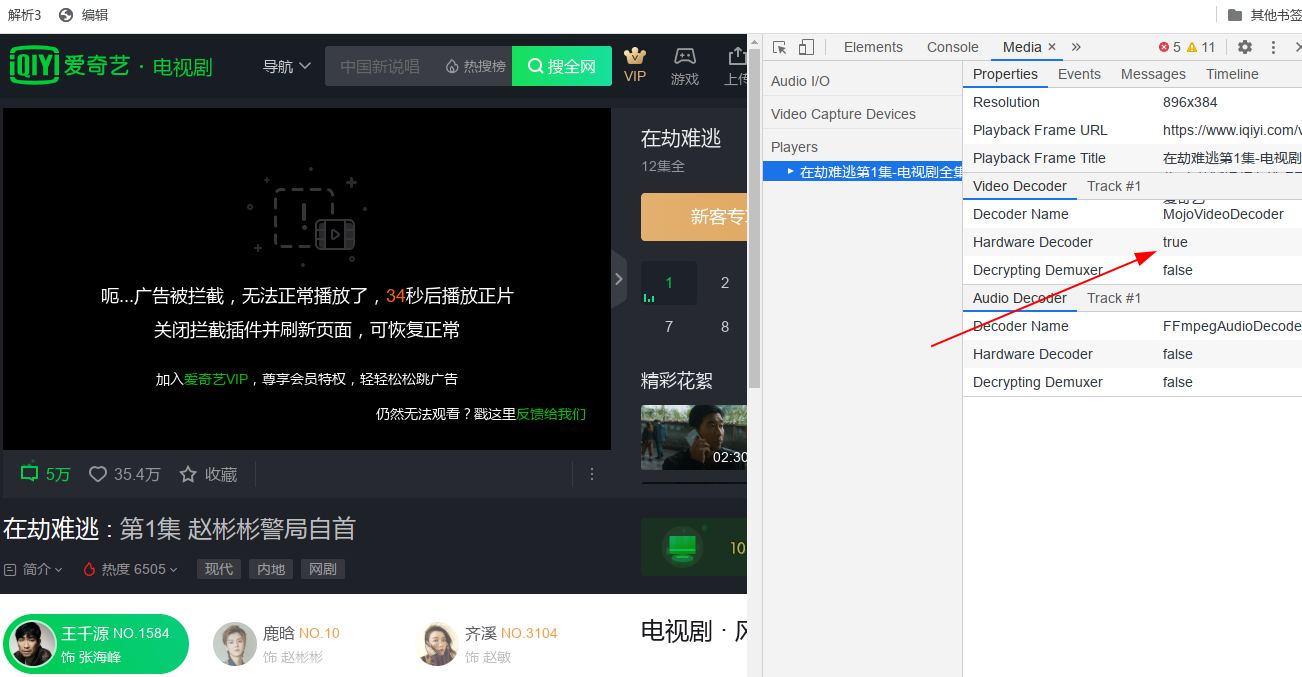 解析3 编辑 其他书签
iQIYI 爱奇艺 · 电视剧 导航 中国新说唱 热搜榜 搜全网 VIP 游戏 上传
呃...广告被拦截，无法正常播放了，34秒后播放正片
关闭拦截插件并刷新页面，可恢复正常
加入爱奇艺VIP，尊享会员特权，轻轻松松跳广告
仍然无法观看？戳这里反馈给我们
5万 35.4万 收藏
在劫难逃：第1集 赵彬彬警局自首
简介 热度 6505 现代 内地 网剧
王千源 NO.1584
饰 张海峰
鹿晗 NO.10
饰 赵彬彬
齐溪 NO.3104
饰 赵敏
在劫难逃
12集全
新客专
1 2
7 8
精彩花絮
02:30
10
电视剧 ·
Elements Console Media × » 5 11
Audio I/O
Video Capture Devices
Players
在劫难逃第1集-电视剧全集
Properties Events Messages Timeline
Resolution 896x384
Playback Frame URL https://www.iqiyi.com/v
Playback Frame Title 在劫难逃第1集-电视剧
Video Decoder Track #1
爱奇艺
Decoder Name MojoVideoDecoder
Hardware Decoder true
Decrypting Demuxer false
Audio Decoder Track #1
Decoder Name FFmpegAudioDecode
Hardware Decoder false
Decrypting Demuxer false